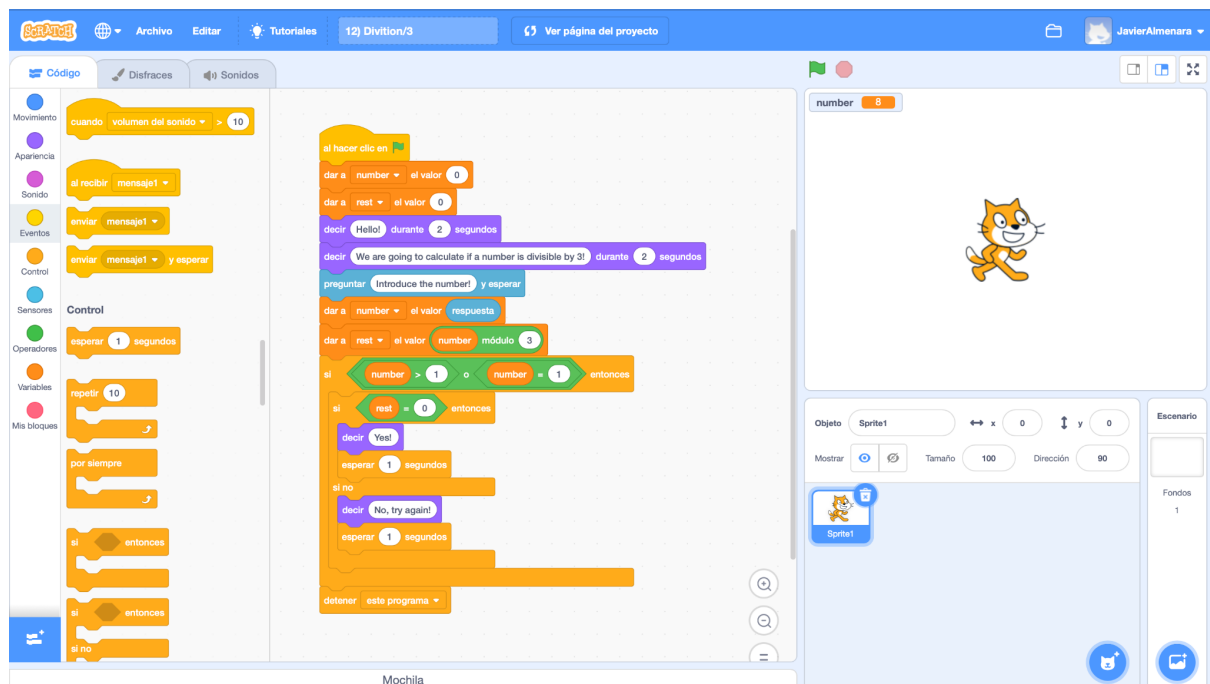 SCRATCH Archivo Editar Tutoriales 12) Divition/3 Ver página del proyecto JavierAlmenara
Código Disfraces Sonidos
Movimiento
Apariencia
Sonido
Eventos
Control
Sensores
Operadores
Variables
Mis bloques
cuando volumen del sonido > 10
al recibir mensaje1
enviar mensaje1
enviar mensaje1 y esperar
Control
esperar 1 segundos
repetir 10
por siempre
si entonces
si entonces
si no
al hacer clic en
dar a number el valor 0
dar a rest el valor 0
decir Hello! durante 2 segundos
decir We are going to calculate if a number is divisible by 3! durante 2 segundos
preguntar Introduce the number! y esperar
dar a number el valor respuesta
dar a rest el valor number módulo 3
si number > 1 o number = 1 entonces
si rest = 0 entonces
decir Yes!
esperar 1 segundos
si no
decir No, try again!
esperar 1 segundos
detener este programa
number 8
Objeto Sprite1 x 0 y 0
Mostrar Tamaño 100 Dirección 90
Sprite1
Escenario
Fondos
1
Mochila